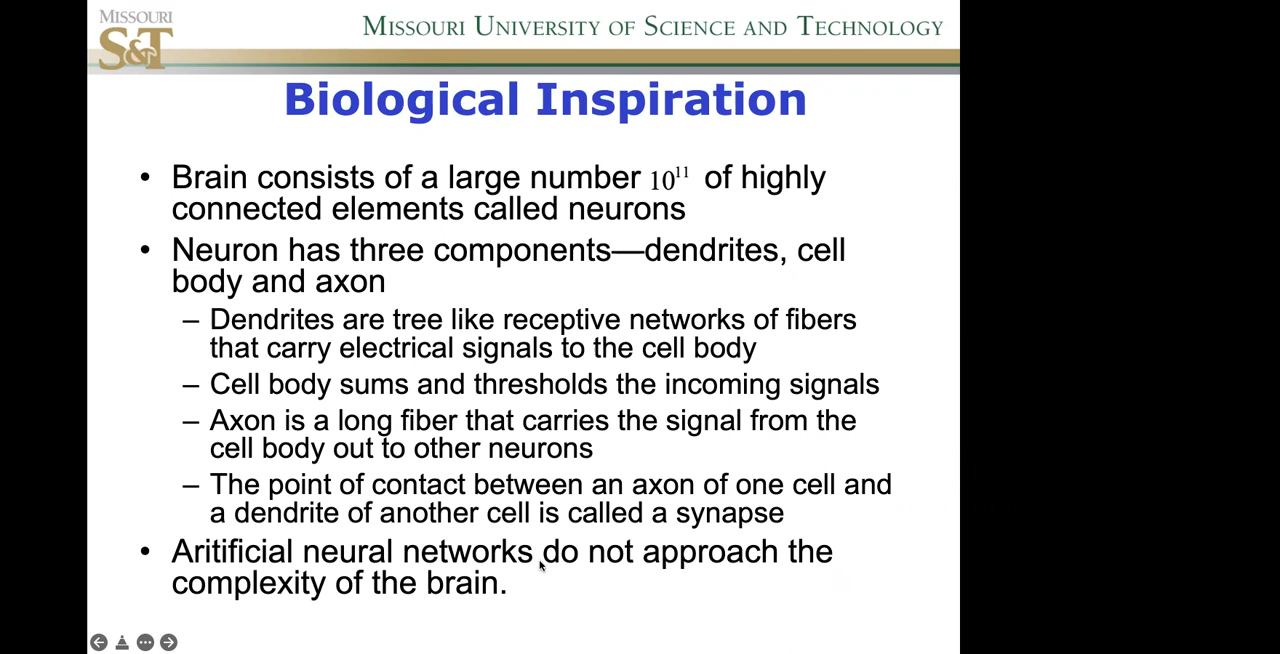 MISSOURI
S&T
MISSOURI UNIVERSITY OF SCIENCE AND TECHNOLOGY
Biological Inspiration
• Brain consists of a large number 10¹¹ of highly
connected elements called neurons
• Neuron has three components—dendrites, cell
body and axon
– Dendrites are tree like receptive networks of fibers
that carry electrical signals to the cell body
– Cell body sums and thresholds the incoming signals
– Axon is a long fiber that carries the signal from the
cell body out to other neurons
– The point of contact between an axon of one cell and
a dendrite of another cell is called a synapse
• Aritificial neural networks do not approach the
complexity of the brain.